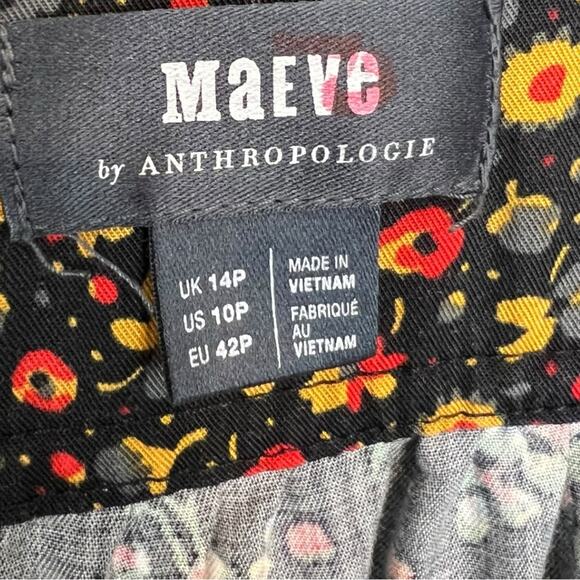 MaEVe
by ANTHROPOLOGIE
UK 14P
US 10P
EU 42P
MADE IN
VIETNAM
FABRIQUÉ
AU
VIETNAM